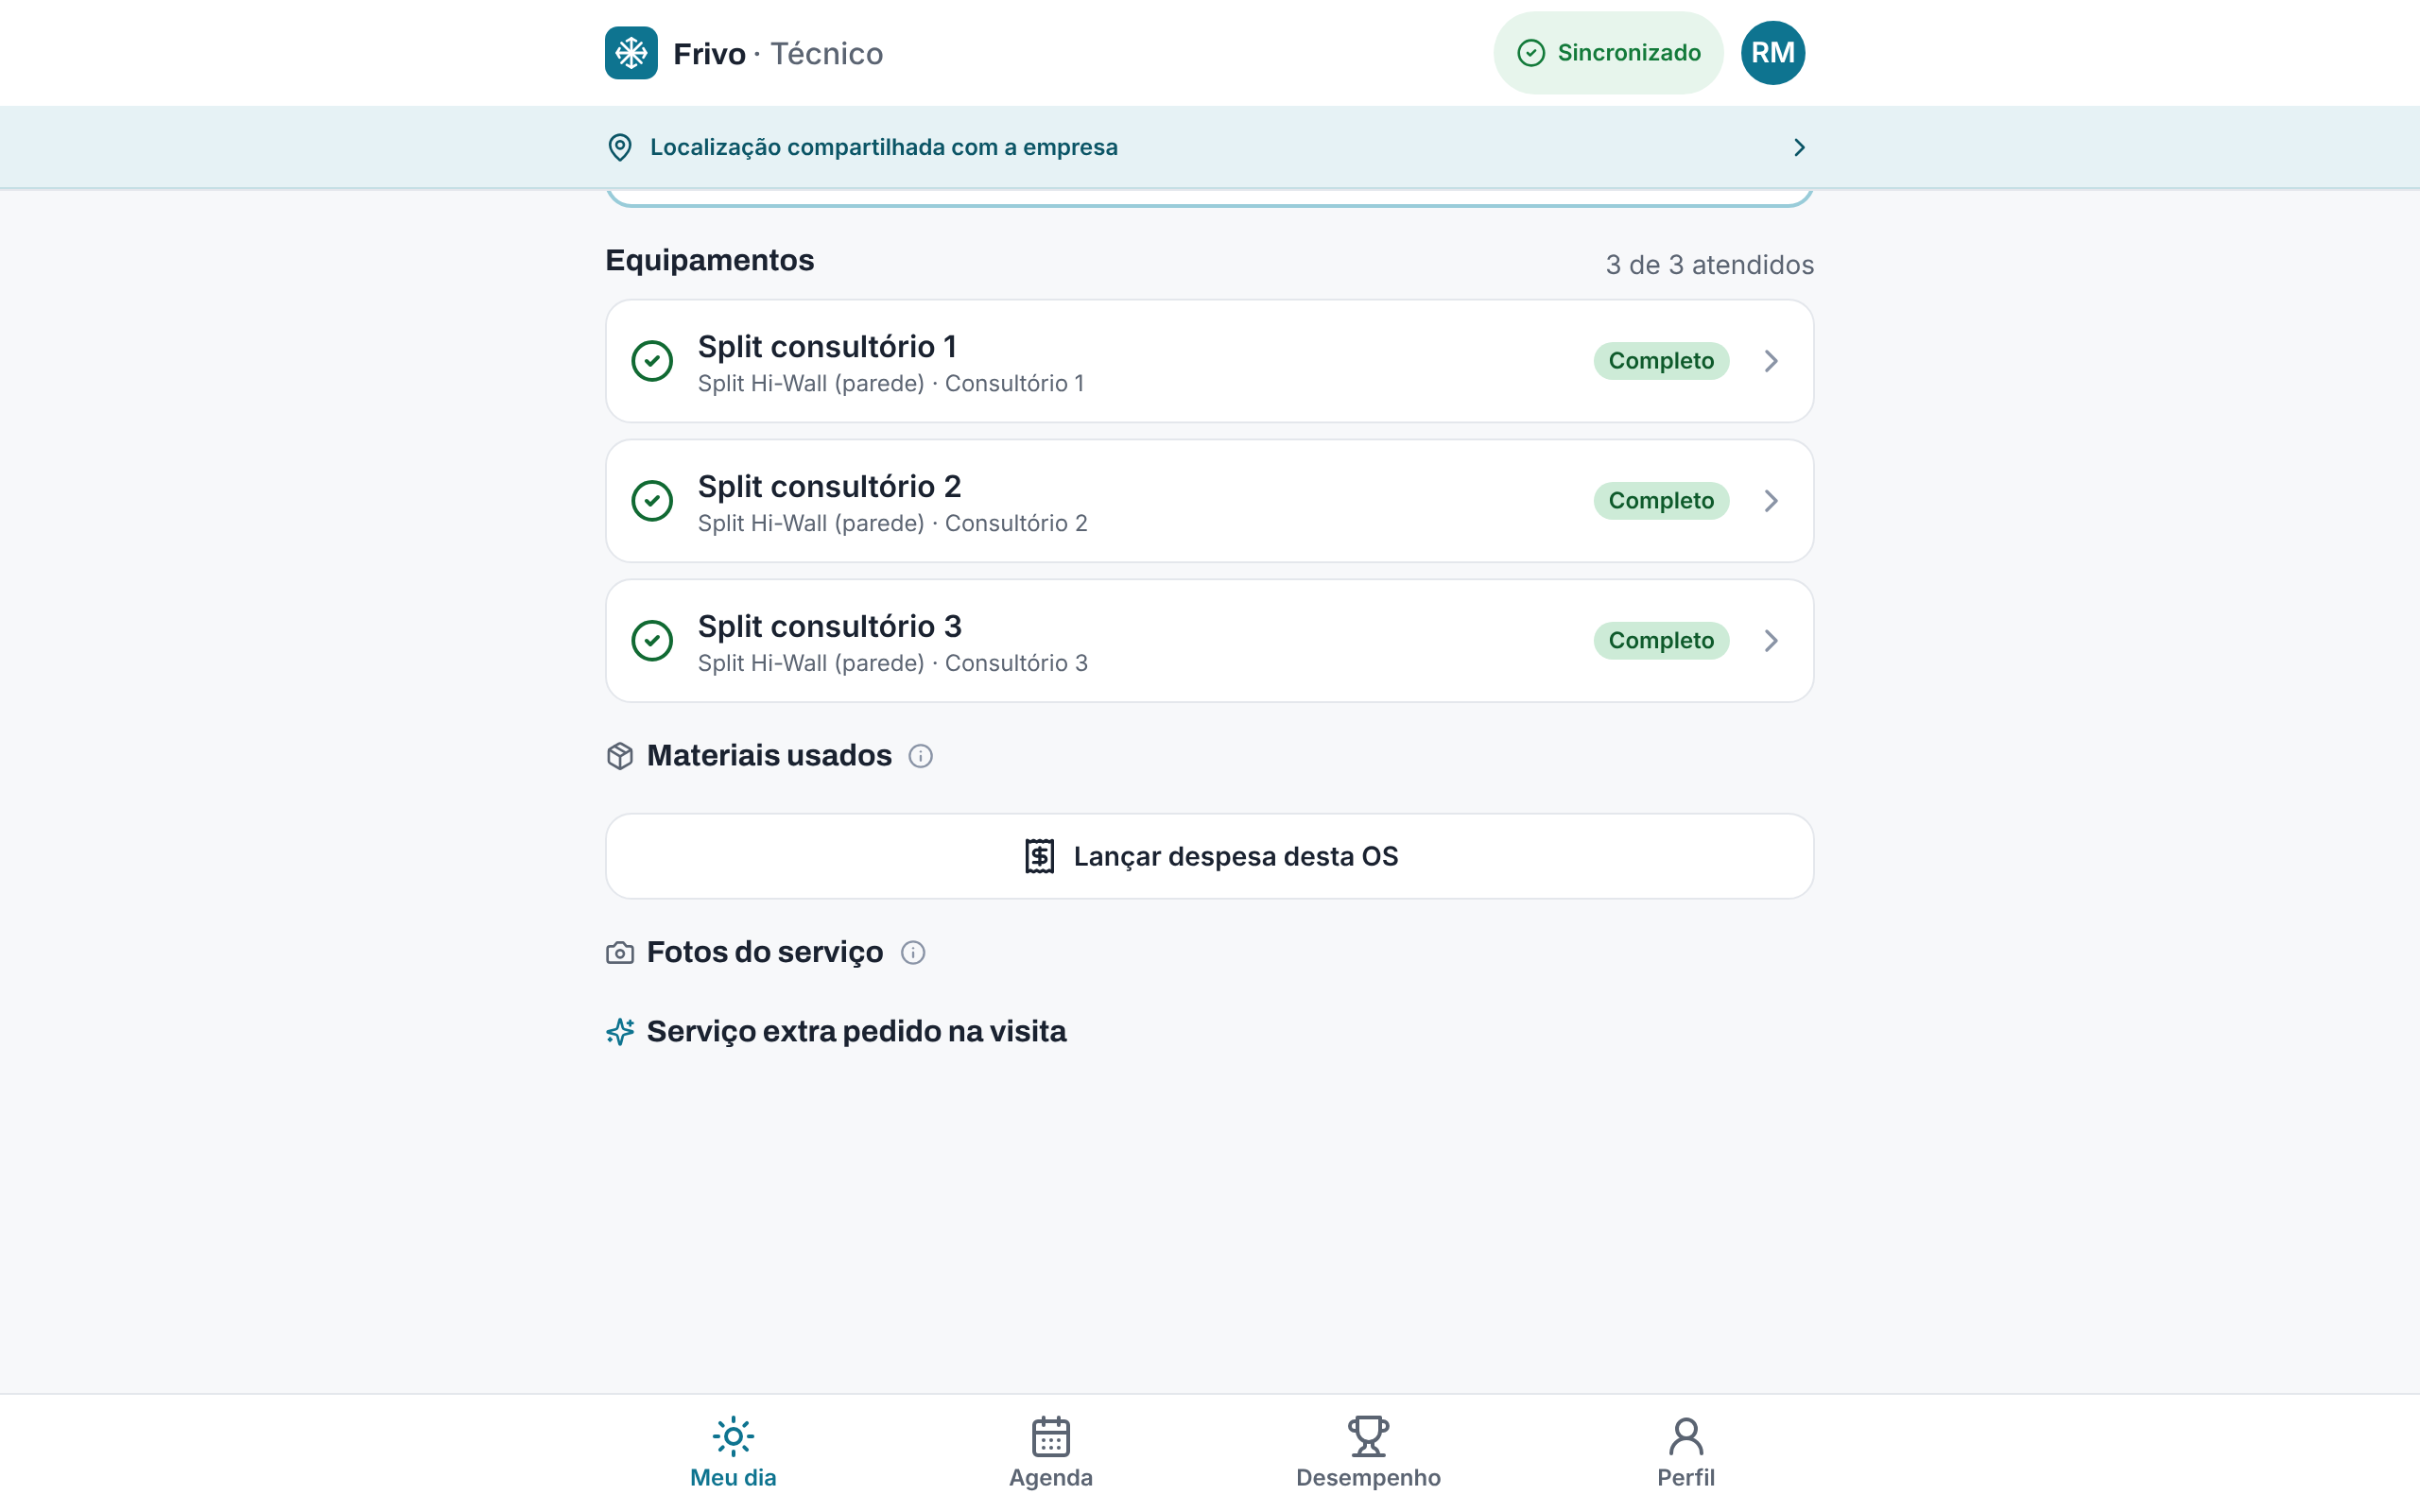 Frivo · Técnico
Sincronizado
RM
Localização compartilhada com a empresa
Equipamentos
3 de 3 atendidos
Split consultório 1
Split Hi-Wall (parede) · Consultório 1
Completo
Split consultório 2
Split Hi-Wall (parede) · Consultório 2
Completo
Split consultório 3
Split Hi-Wall (parede) · Consultório 3
Completo
Materiais usados
Lançar despesa desta OS
Fotos do serviço
Serviço extra pedido na visita
Meu dia
Agenda
Desempenho
Perfil